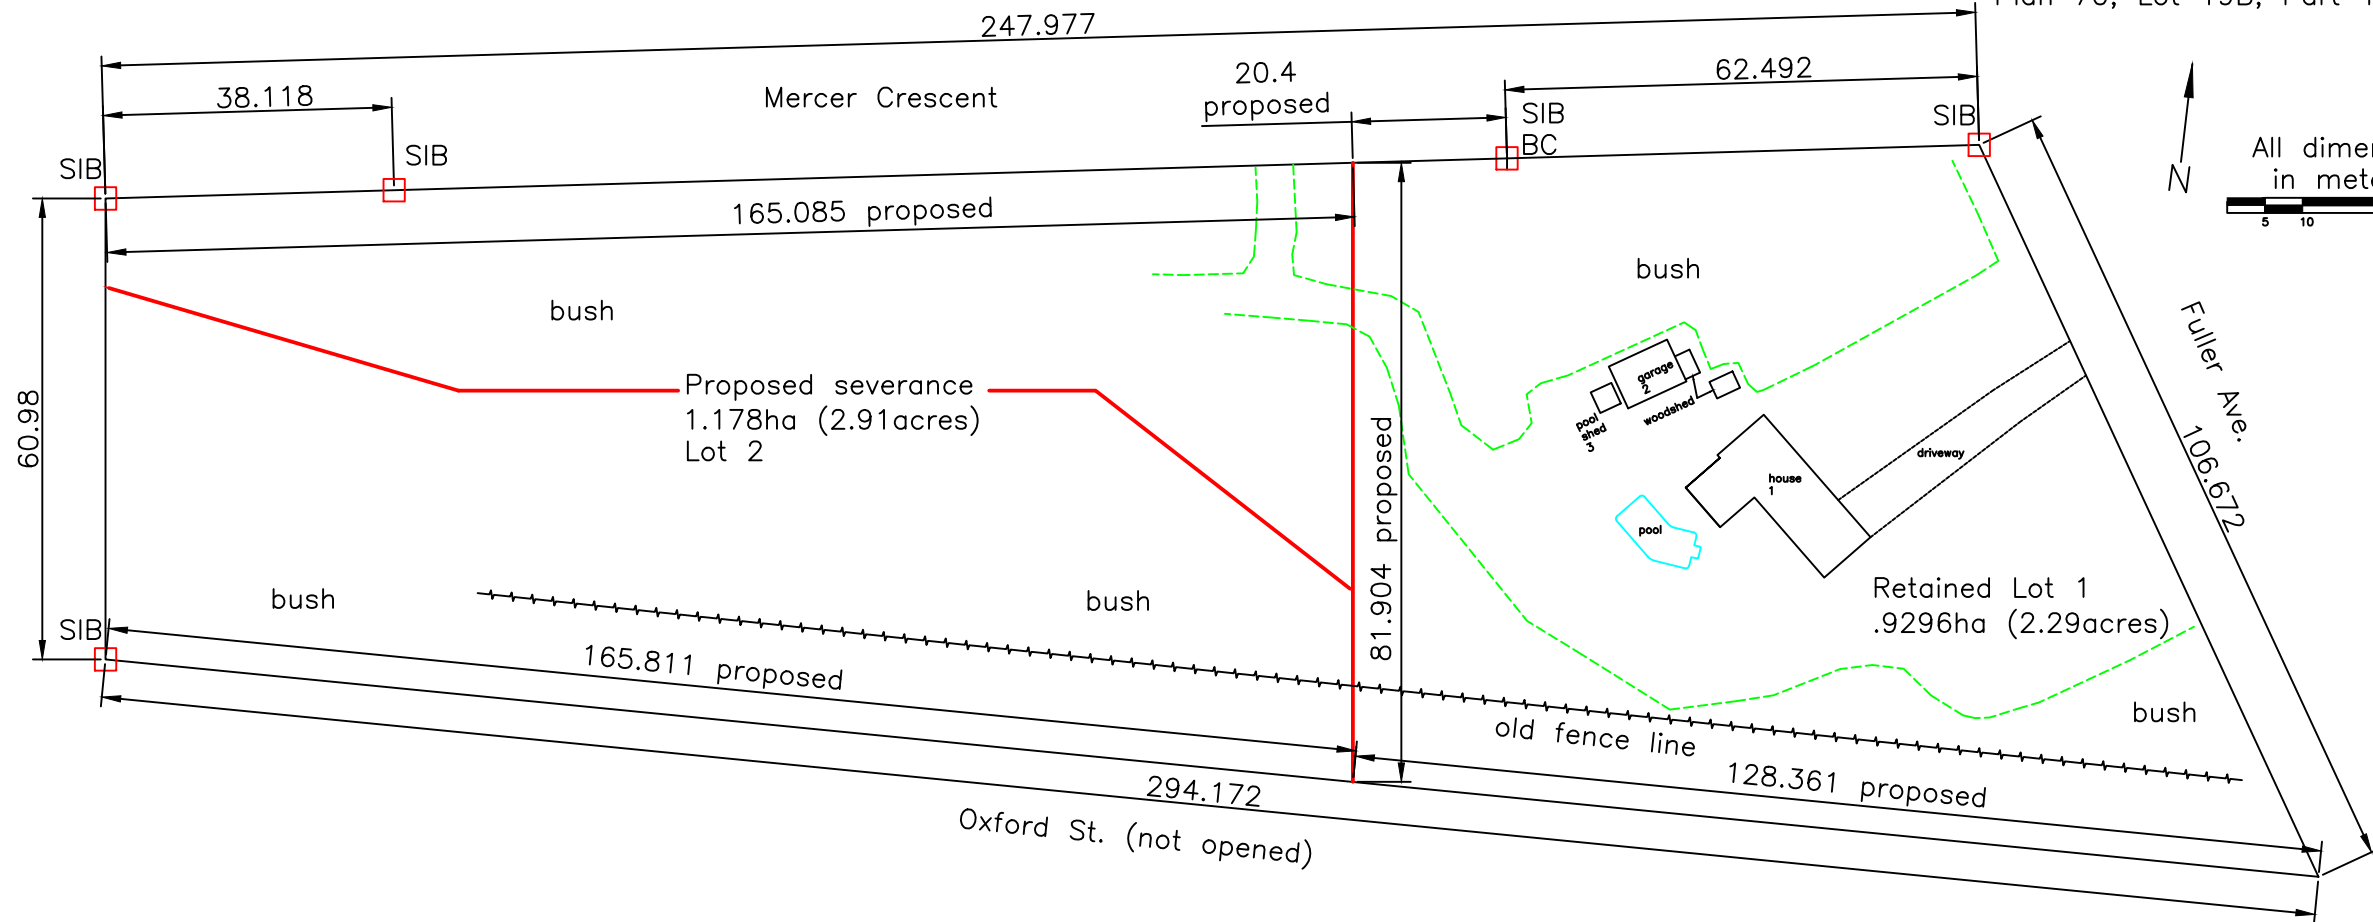 247.977
38.118
Mercer Crescent
20.4
proposed
62.492
SIB
BC
SIB
SIB
SIB
All
in
N
5 10
165.085 proposed
bush
bush
Fuller Ave.
106.672
60.98
Proposed severance
1.178ha (2.91acres)
Lot 2
garage
2
pool
shed
3
woodshed
driveway
house
1
pool
81.904 proposed
Retained Lot 1
.9296ha (2.29acres)
bush
bush
SIB
165.811 proposed
old fence line
bush
128.361 proposed
294.172
Oxford St. (not opened)